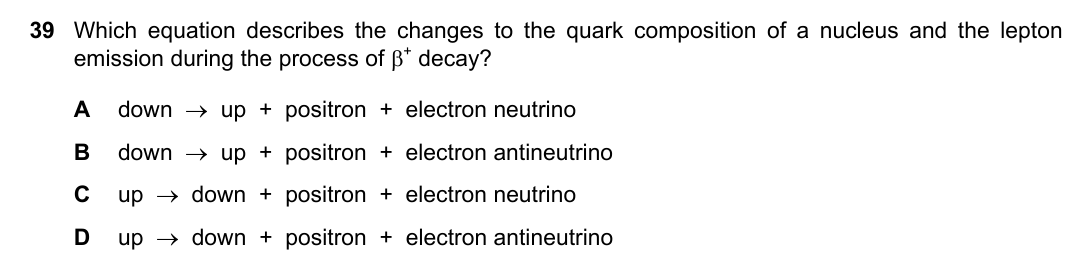 39 Which equation describes the changes to the quark composition of a nucleus and the lepton
emission during the process of β⁺ decay?
A down → up + positron + electron neutrino
B down → up + positron + electron antineutrino
C up → down + positron + electron neutrino
D up → down + positron + electron antineutrino